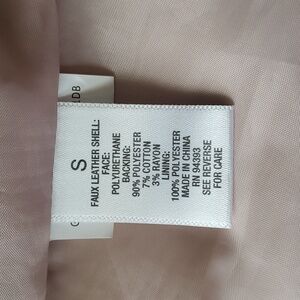 S
FAUX LEATHER SHELL:
FACE:
POLYURETHANE
BACKING:
90% POLYESTER
7% COTTON
3% RAYON
LINING:
100% POLYESTER
MADE IN CHINA
RN 94393
SEE REVERSE
FOR CARE